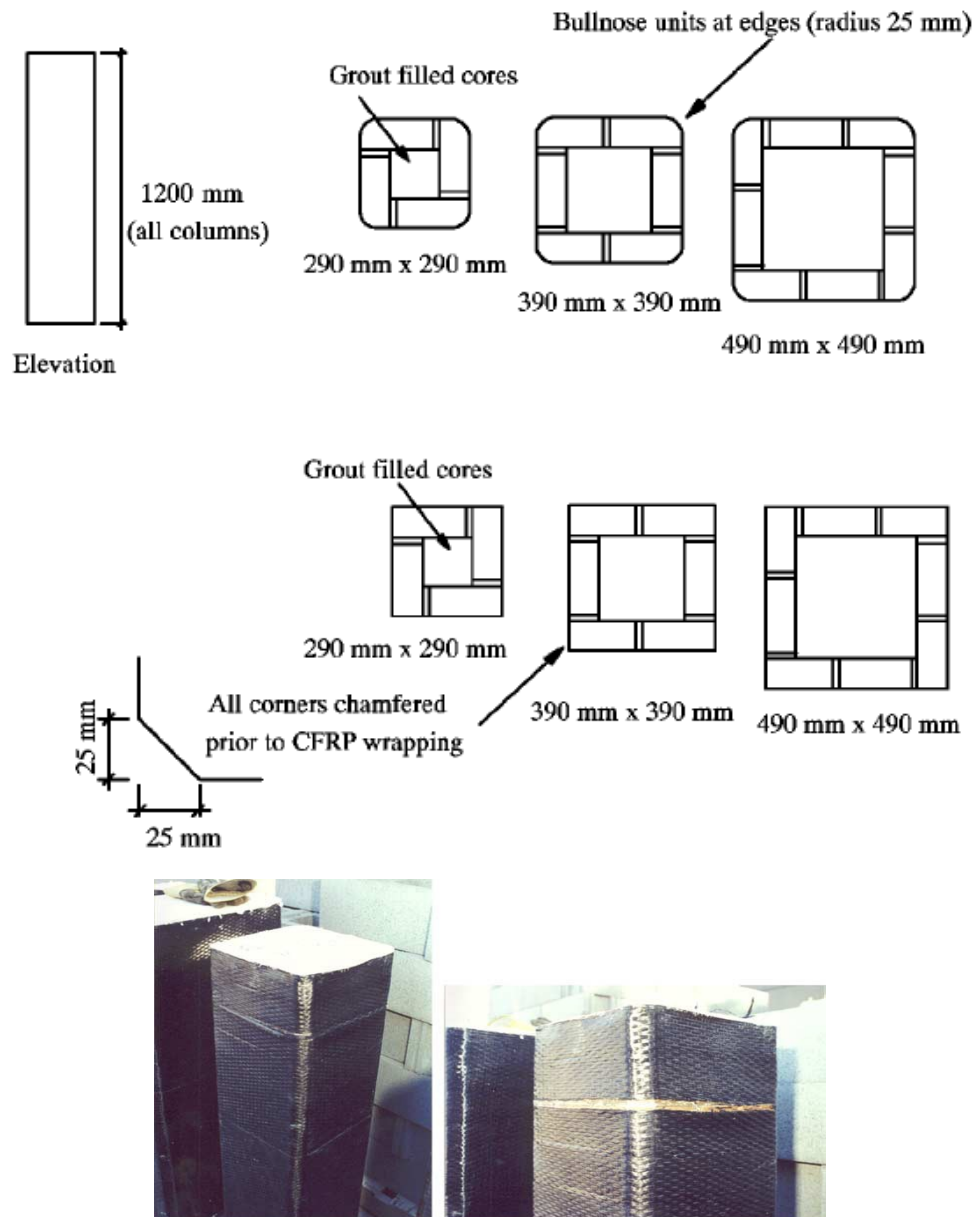 Bullnose units at edges (radius 25 mm)
Grout filled cores
1200 mm
(all columns)
290 mm x 290 mm
390 mm x 390 mm
490 mm x 490 mm
Elevation
Grout filled cores
290 mm x 290 mm
390 mm x 390 mm
490 mm x 490 mm
All corners chamfered
prior to CFRP wrapping
25 mm
25 mm